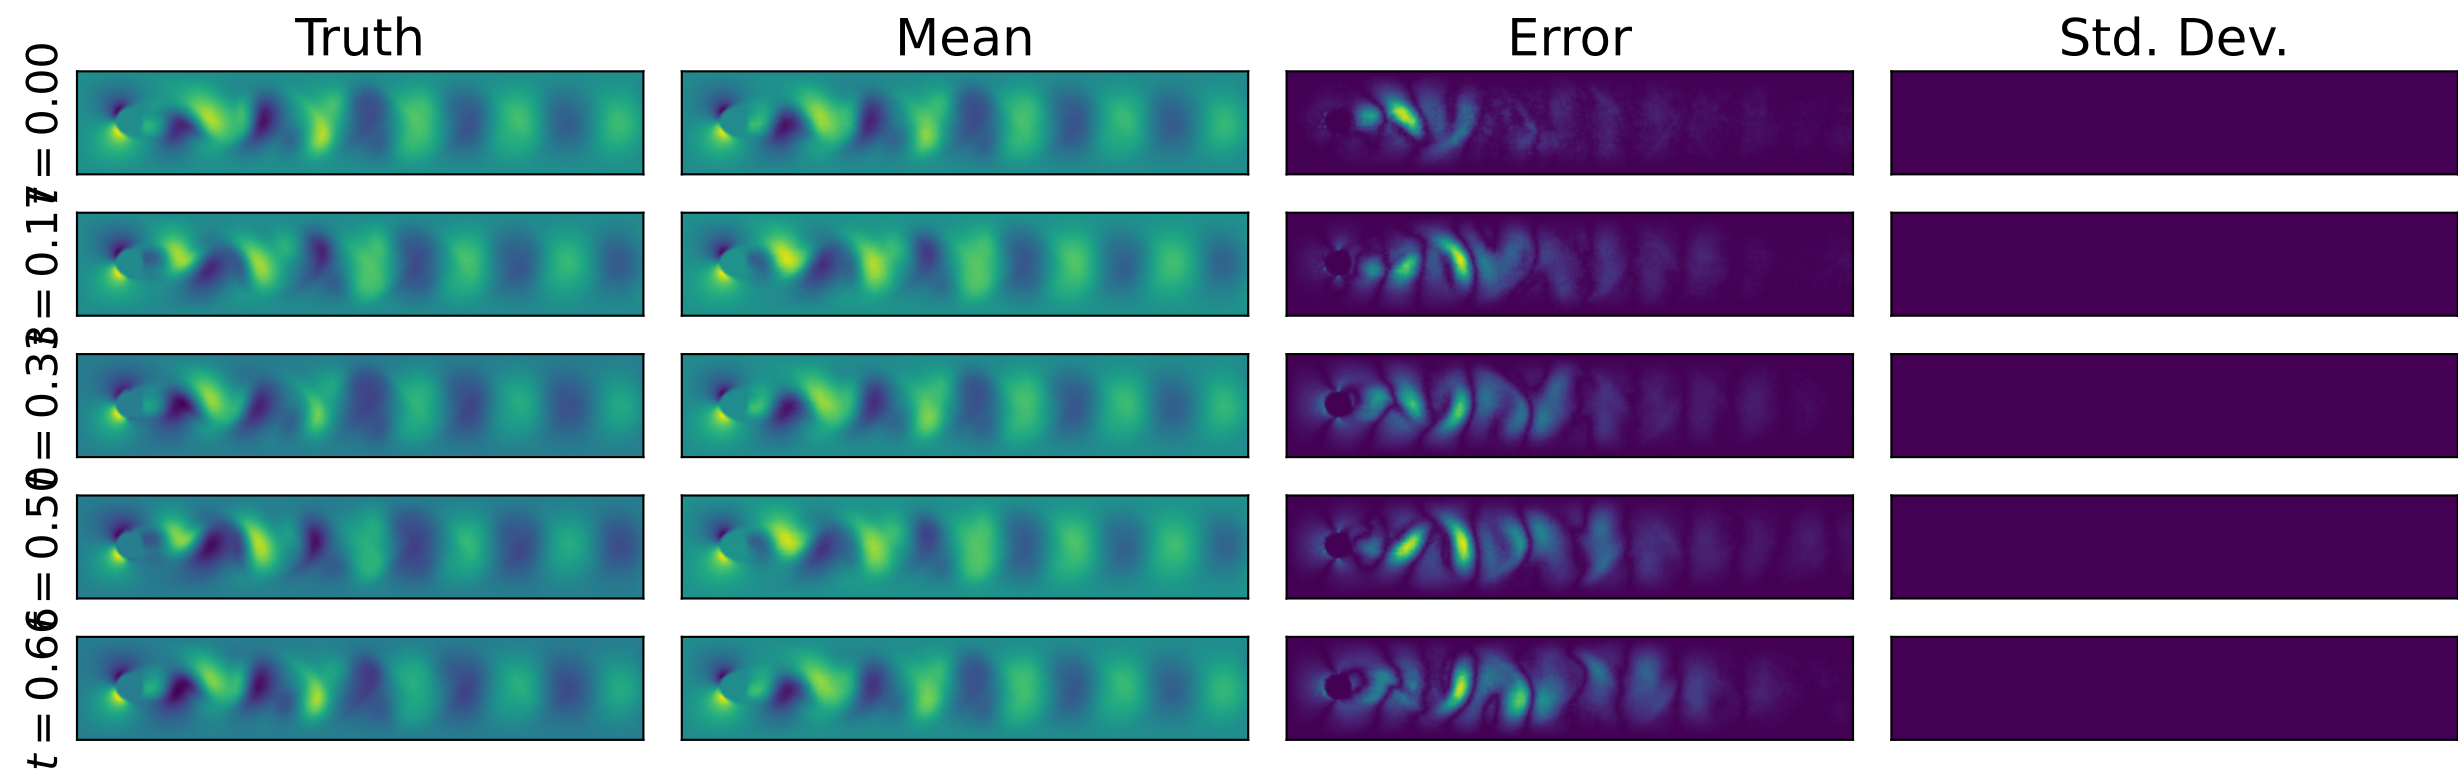 Truth Mean Error Std. Dev.
t = 0.00
t = 0.17
t = 0.33
t = 0.50
t = 0.66